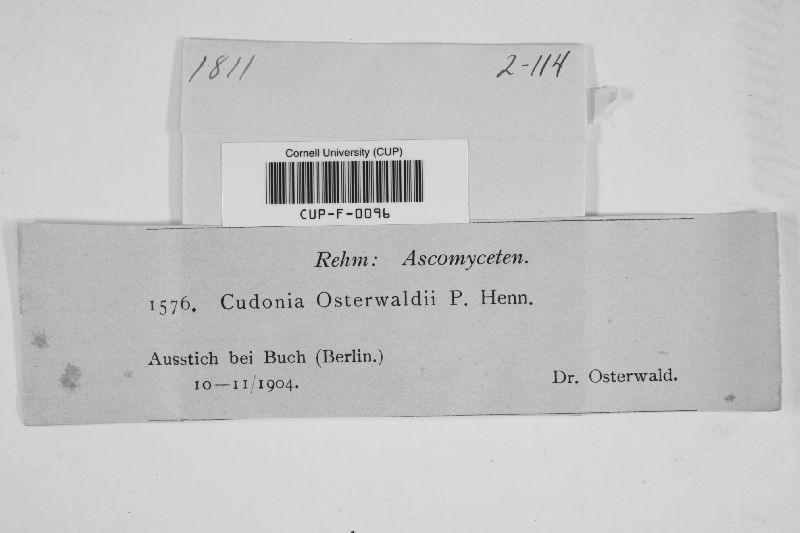 1811 2-114
Cornell University (CUP)
CUP-F-0096
Rehm: Ascomyceten.
1576. Cudonia Osterwaldii P. Henn.
Ausstich bei Buch (Berlin.)
10—11/1904.
Dr. Osterwald.